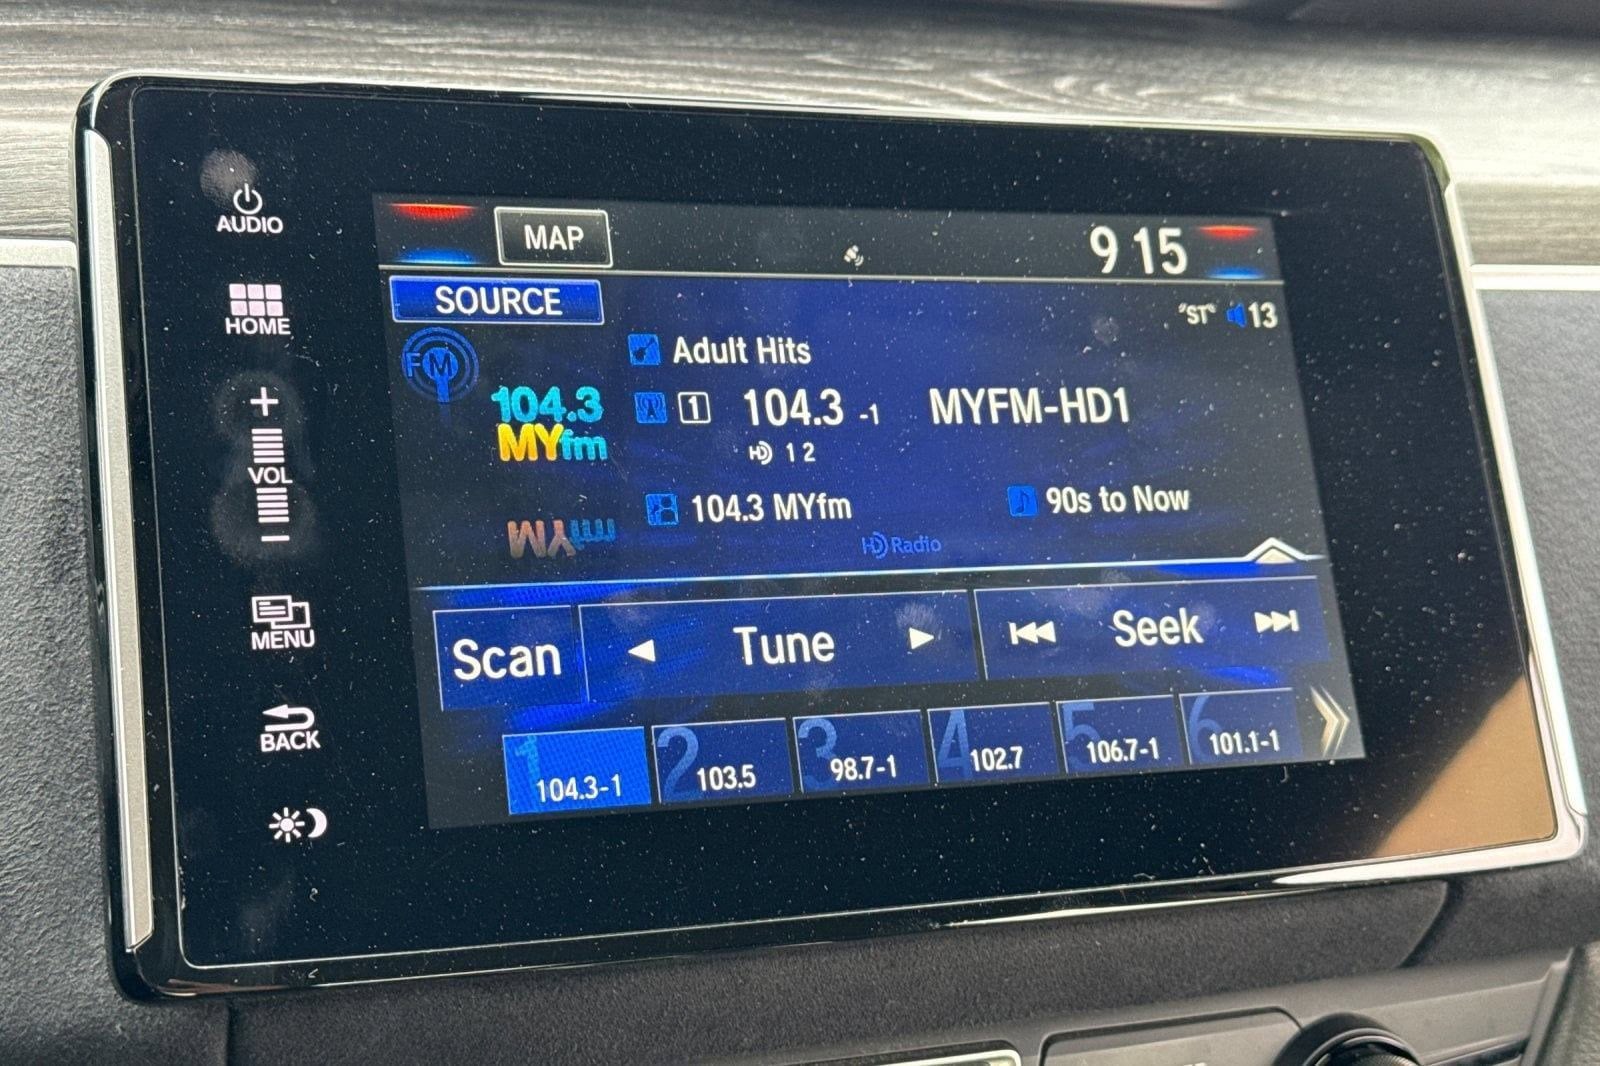 AUDIO
MAP
9 15
SOURCE
"ST" 13
HOME
FM
Adult Hits
104.3
MYfm
1 104.3 -1 MYFM-HD1
HD 1 2
+
VOL
−
104.3 MYfm
90s to Now
MYfm
HD Radio
MENU
Scan
Tune
Seek
BACK
1 104.3-1
2 103.5
3 98.7-1
4 102.7
5 106.7-1
6 101.1-1